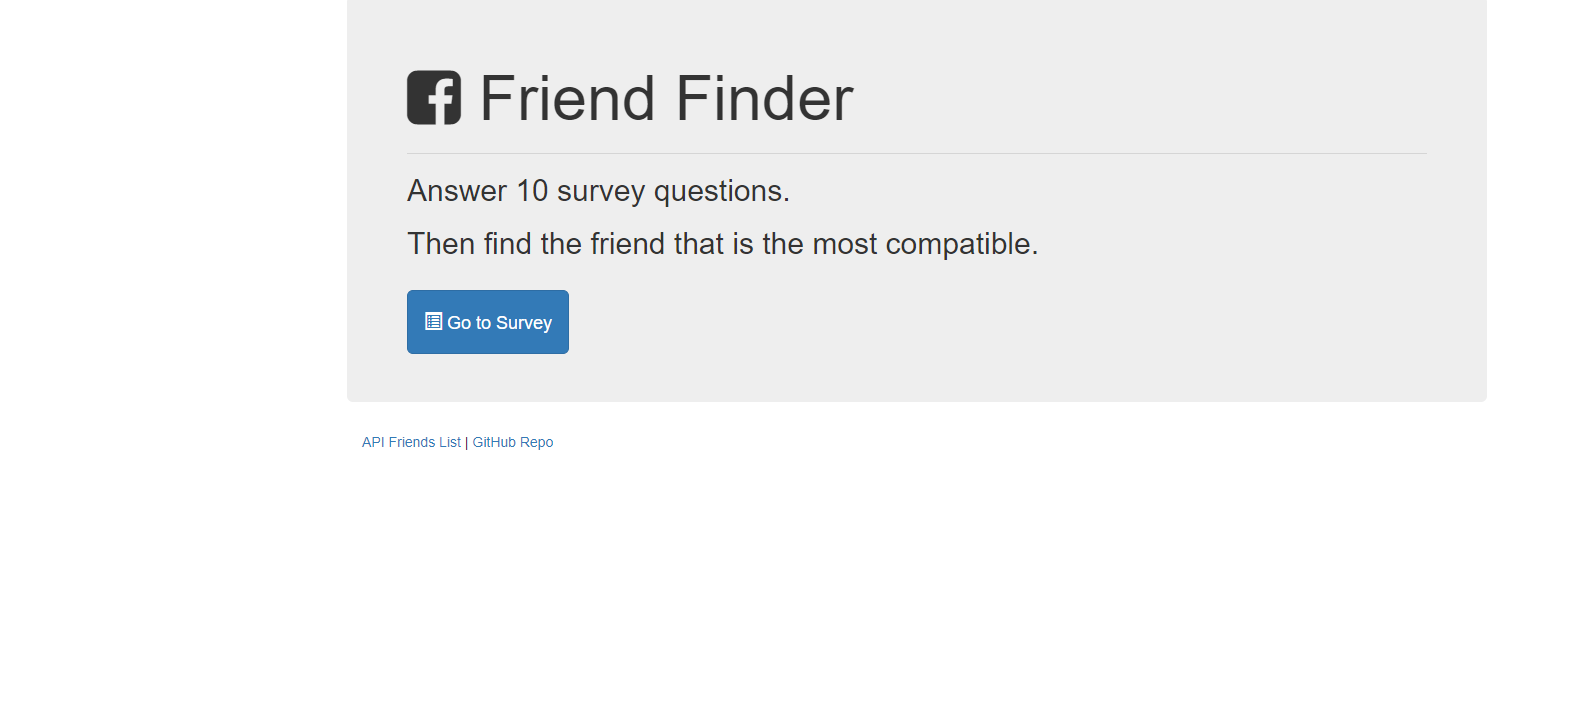 Friend Finder
Answer 10 survey questions.
Then find the friend that is the most compatible.
Go to Survey
API Friends List | GitHub Repo